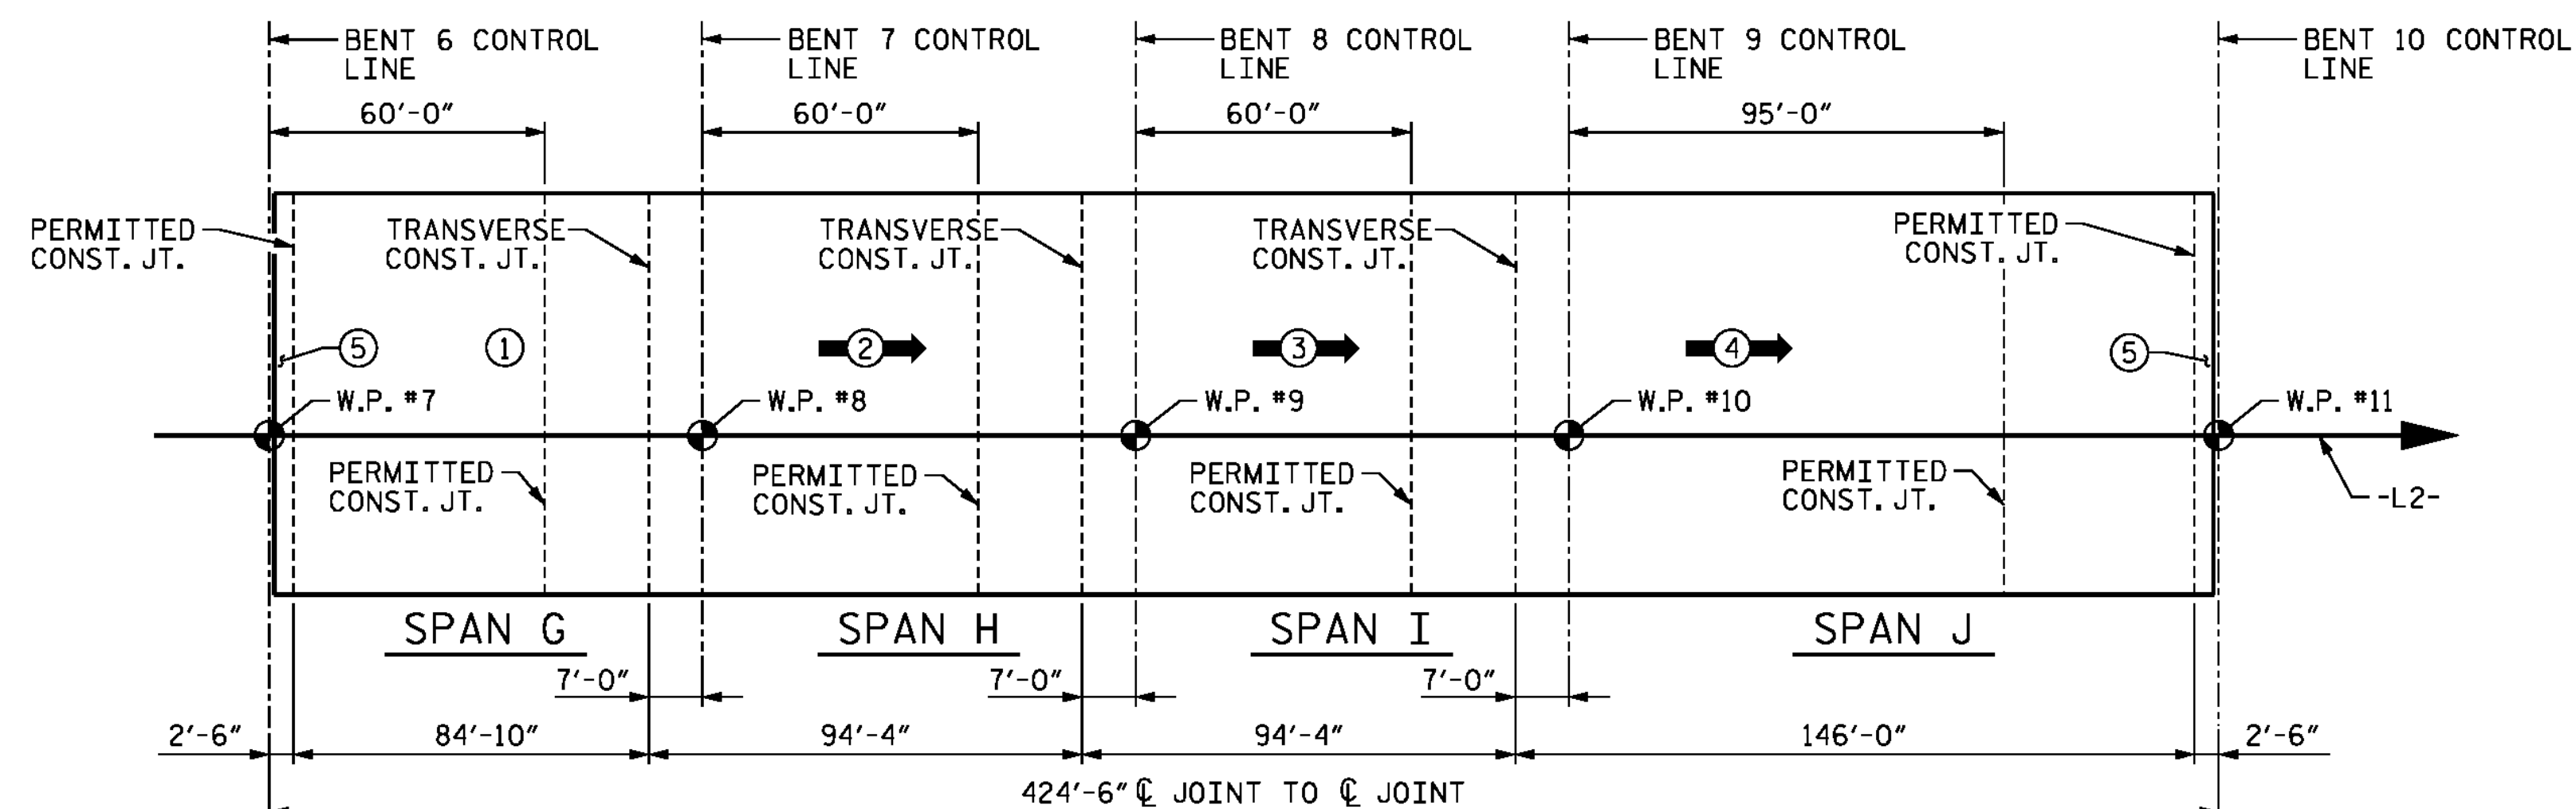 BENT 6 CONTROL
LINE
BENT 7 CONTROL
LINE
BENT 8 CONTROL
LINE
BENT 9 CONTROL
LINE
BENT 10 CONTROL
LINE
60'-0"
60'-0"
60'-0"
95'-0"
PERMITTED
CONST. JT.
TRANSVERSE
CONST. JT.
TRANSVERSE
CONST. JT.
TRANSVERSE
CONST. JT.
PERMITTED
CONST. JT.
5
1
2
3
4
5
W.P. #7
W.P. #8
W.P. #9
W.P. #10
W.P. #11
PERMITTED
CONST. JT.
PERMITTED
CONST. JT.
PERMITTED
CONST. JT.
PERMITTED
CONST. JT.
-L2-
SPAN G
SPAN H
SPAN I
SPAN J
7'-0"
7'-0"
7'-0"
2'-6"
84'-10"
94'-4"
94'-4"
146'-0"
2'-6"
424'-6" ℄ JOINT TO ℄ JOINT